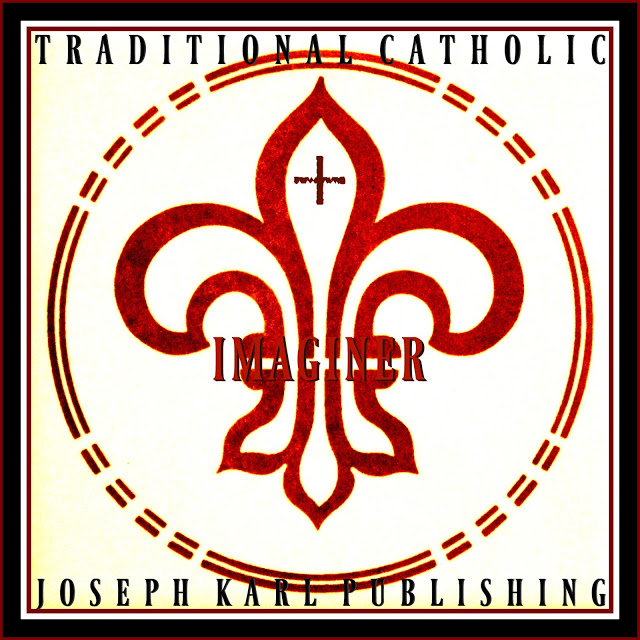 TRADITIONAL CATHOLIC
IMAGINER
JOSEPH KARL PUBLISHING